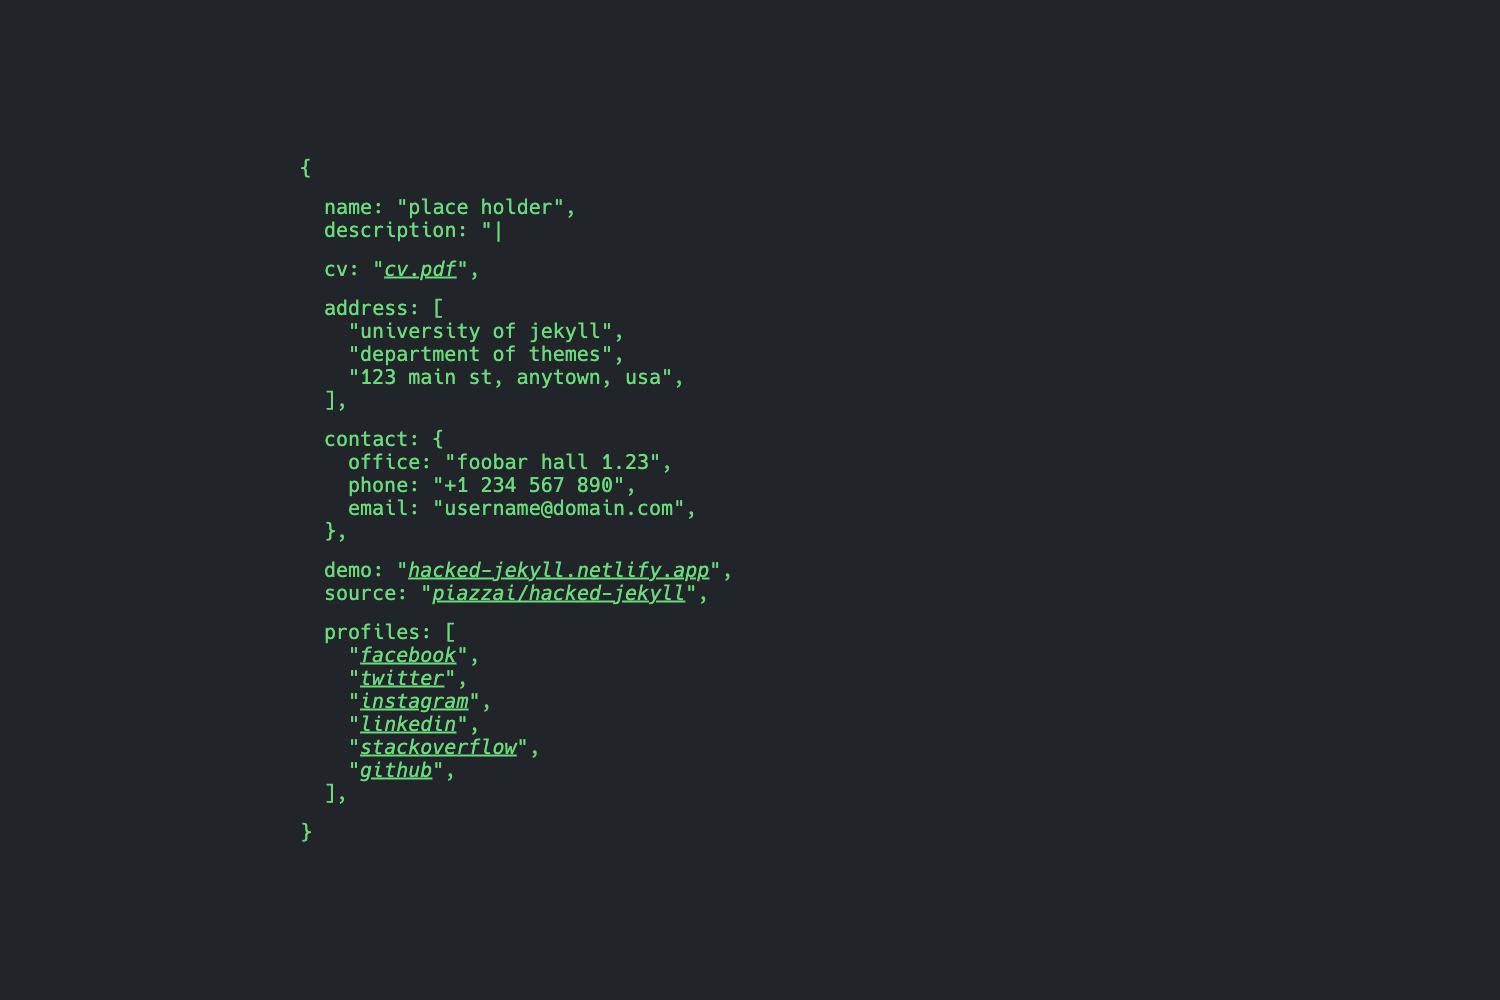 {
name: "place holder",
description: "|
cv: "cv.pdf",
address: [
"university of jekyll",
"department of themes",
"123 main st, anytown, usa",
],
contact: {
office: "foobar hall 1.23",
phone: "+1 234 567 890",
email: "username@domain.com",
},
demo: "hacked-jekyll.netlify.app",
source: "piazzai/hacked-jekyll",
profiles: [
"facebook",
"twitter",
"instagram",
"linkedin",
"stackoverflow",
"github",
],
}